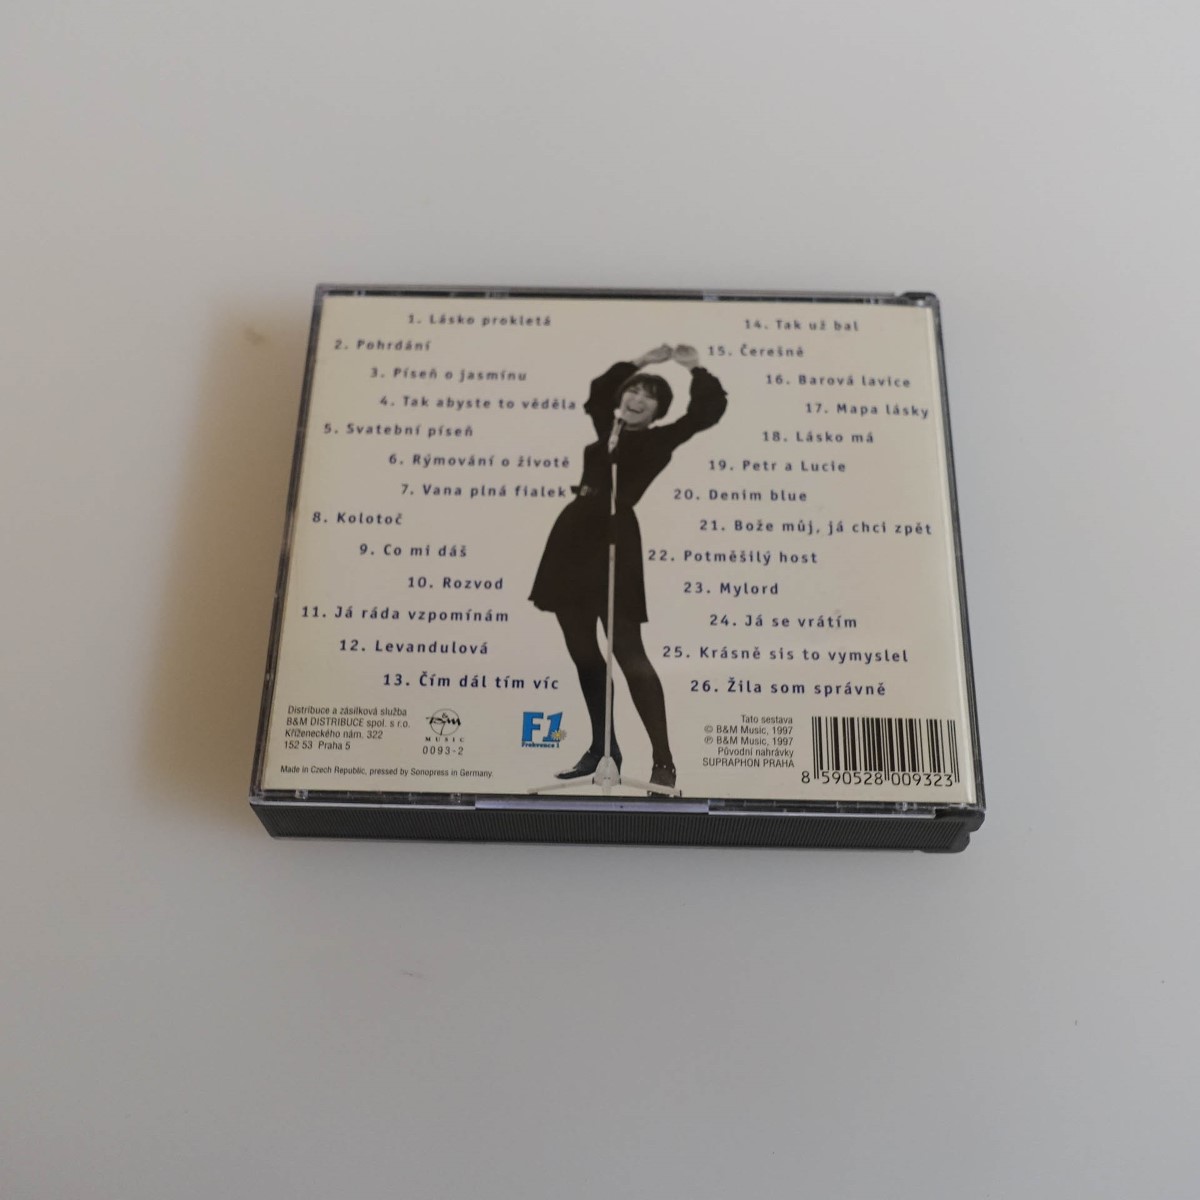 1. Lásko prokletá
2. Pohrdání
3. Píseň o jasmínu
4. Tak abyste to věděla
5. Svatební píseň
6. Rýmování o životě
7. Vana plná fialek
8. Kolotoč
9. Co mi dáš
10. Rozvod
11. Já ráda vzpomínám
12. Levandulová
13. Čím dál tím víc
14. Tak už bal
15. Čerešně
16. Barová lavice
17. Mapa lásky
18. Lásko má
19. Petr a Lucie
20. Denim blue
21. Bože můj, já chci zpět
22. Potměšilý host
23. Mylord
24. Já se vrátím
25. Krásně sis to vymyslel
26. Žila som správně
Distribuce a zásilková služba
B&M DISTRIBUCE spol. s r.o.
Kříženeckého nám. 322
152 53 Praha 5
B&M
MUSIC
0093-2
F1
Frekvence 1
Tato sestava
© B&M Music, 1997
℗ B&M Music, 1997
Původní nahrávky
SUPRAPHON PRAHA
8 590528 009323
Made in Czech Republic, pressed by Sonopress in Germany